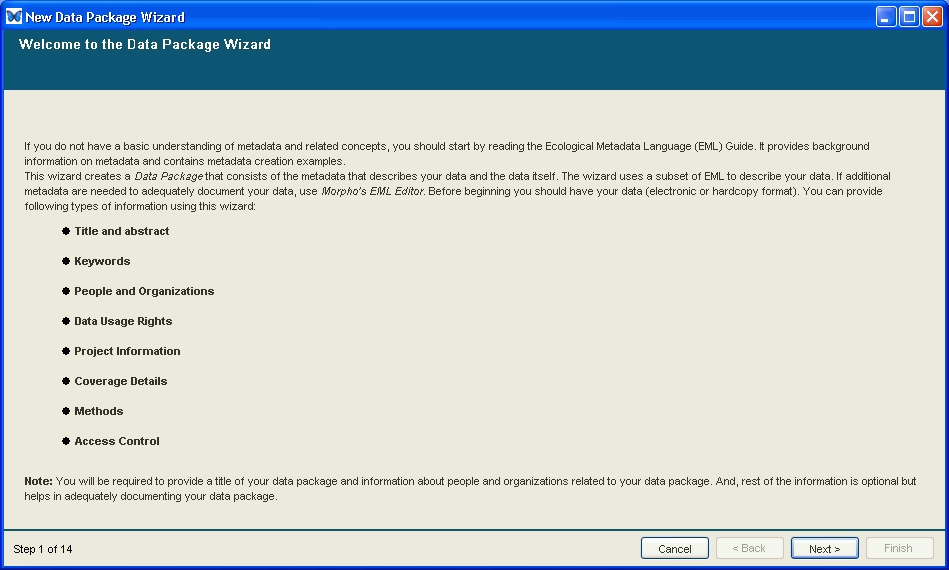 New Data Package Wizard
Welcome to the Data Package Wizard
If you do not have a basic understanding of metadata and related concepts, you should start by reading the Ecological Metadata Language (EML) Guide. It provides background
information on metadata and contains metadata creation examples.
This wizard creates a Data Package that consists of the metadata that describes your data and the data itself. The wizard uses a subset of EML to describe your data. If additional
metadata are needed to adequately document your data, use Morpho's EML Editor. Before beginning you should have your data (electronic or hardcopy format). You can provide
following types of information using this wizard:
Title and abstract
Keywords
People and Organizations
Data Usage Rights
Project Information
Coverage Details
Methods
Access Control
Note: You will be required to provide a title of your data package and information about people and organizations related to your data package. And, rest of the information is optional but
helps in adequately documenting your data package.
Step 1 of 14
Cancel
< Back
Next >
Finish